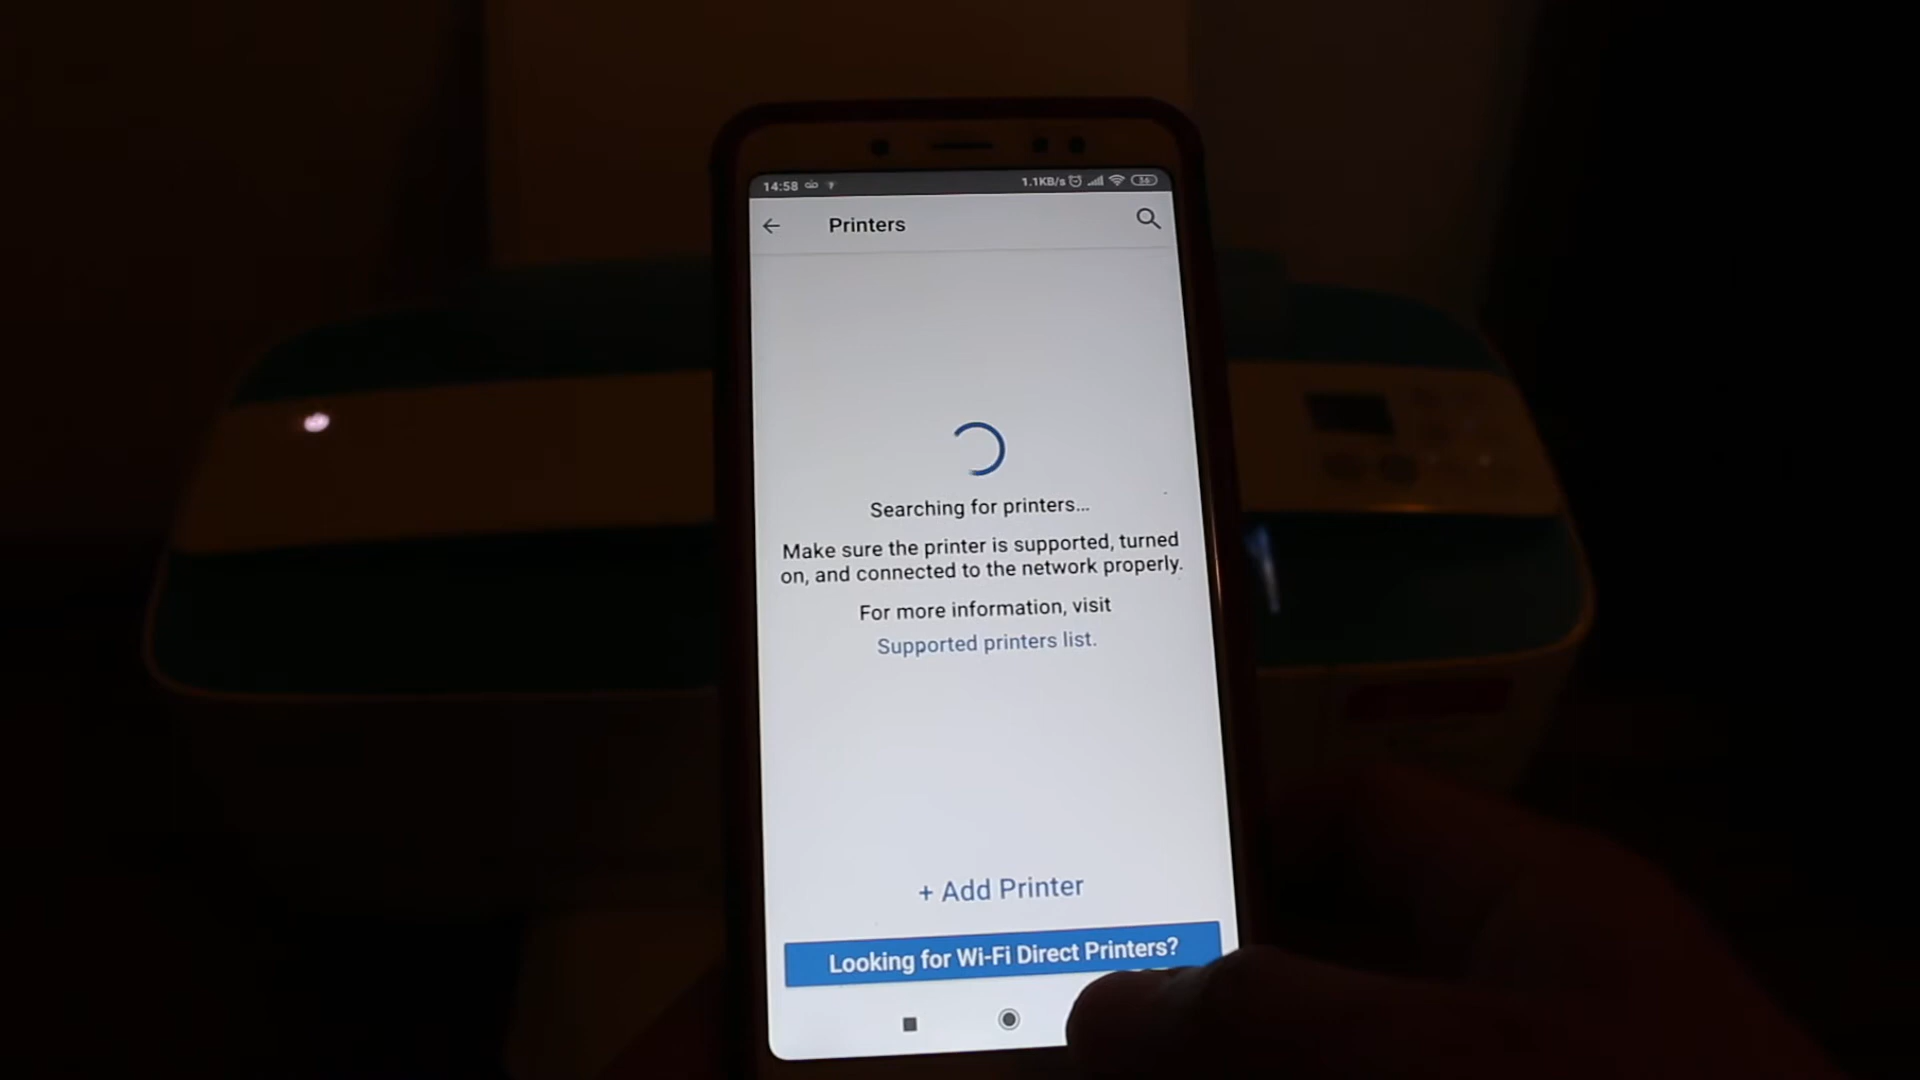 14:58
1.1KB/s
56
Printers
Searching for printers...
Make sure the printer is supported, turned
on, and connected to the network properly.
For more information, visit
Supported printers list.
+ Add Printer
Looking for Wi-Fi Direct Printers?